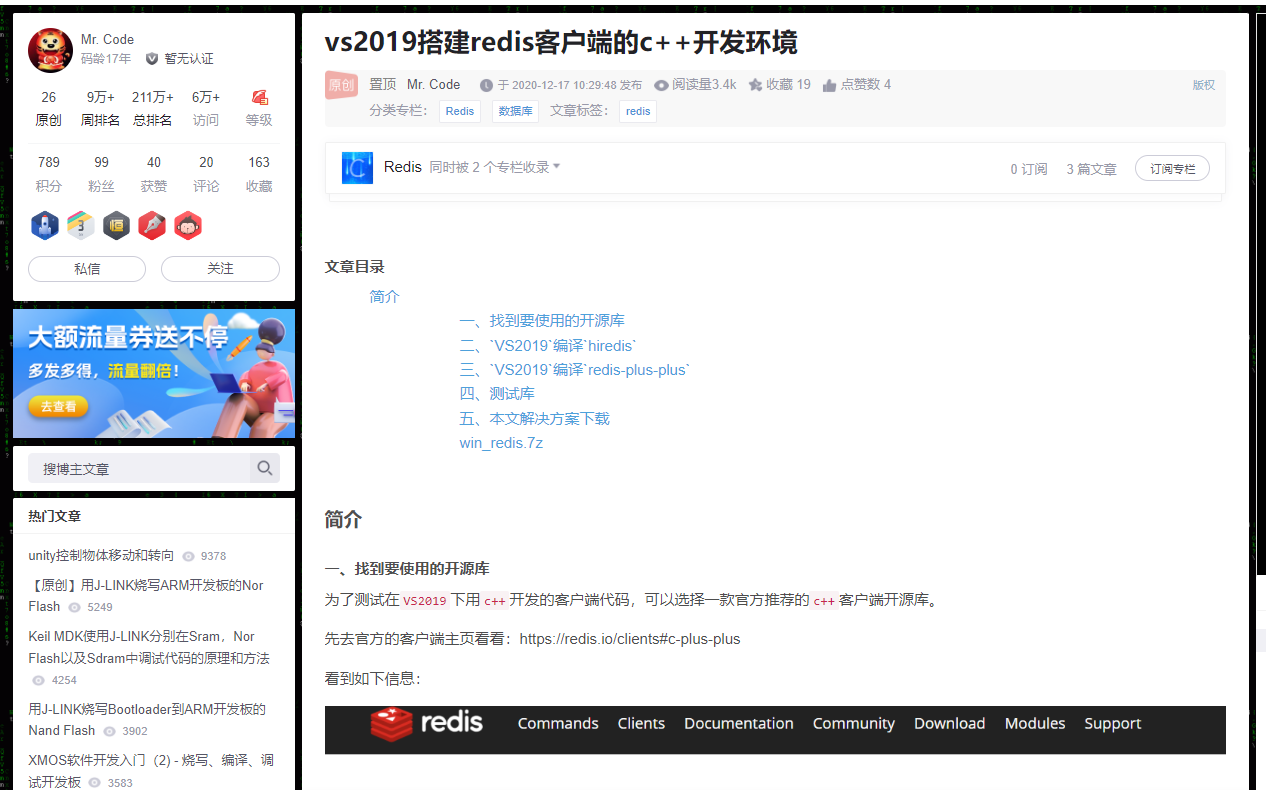 Mr. Code
码龄17年 暂无认证
26 9万+ 211万+ 6万+
原创 周排名 总排名 访问 等级
789 99 40 20 163
积分 粉丝 获赞 评论 收藏
3
私信 关注
大额流量券送不停
多发多得，流量翻倍！
去查看
搜博主文章
热门文章
unity控制物体移动和转向 9378
【原创】用J-LINK烧写ARM开发板的Nor
Flash 5249
Keil MDK使用J-LINK分别在Sram，Nor
Flash以及Sdram中调试代码的原理和方法
4254
用J-LINK烧写Bootloader到ARM开发板的
Nand Flash 3902
XMOS软件开发入门（2) - 烧写、编译、调
试开发板 3583
vs2019搭建redis客户端的c++开发环境
原创 置顶 Mr. Code 于 2020-12-17 10:29:48 发布 阅读量3.4k 收藏 19 点赞数 4 版权
分类专栏： Redis 数据库 文章标签： redis
Redis 同时被 2 个专栏收录 0 订阅 3 篇文章 订阅专栏
文章目录
简介
一、找到要使用的开源库
二、`VS2019`编译`hiredis`
三、`VS2019`编译`redis-plus-plus`
四、测试库
五、本文解决方案下载
win_redis.7z
简介
一、找到要使用的开源库
为了测试在VS2019下用c++开发的客户端代码，可以选择一款官方推荐的c++客户端开源库。
先去官方的客户端主页看看：https://redis.io/clients#c-plus-plus
看到如下信息：
redis Commands Clients Documentation Community Download Modules Support